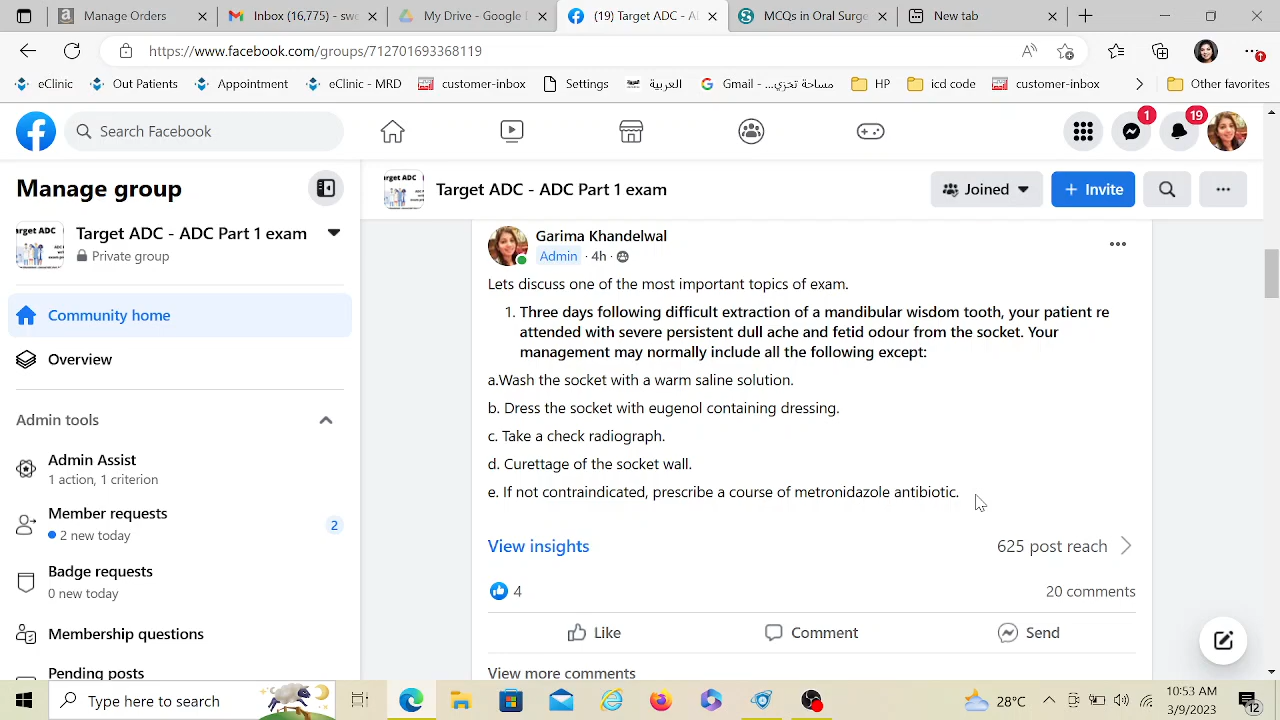 Inbox (16,775) - swe
My Drive - Google D
(19) Target ADC - AD
MCQs in Oral Surge
New tab
https://www.facebook.com/groups/712701693368119
eClinic
Out Patients
Appointment
eClinic - MRD
customer-inbox
Settings
العربية
Gmail - ...مساحة تخزي
HP
icd code
customer-inbox
Other favorites
Search Facebook
1
19
Manage group
Target ADC - ADC Part 1 exam
Joined
+ Invite
Target ADC - ADC Part 1 exam
Private group
Community home
Overview
Admin tools
Admin Assist
1 action, 1 criterion
Member requests
2 new today
2
Badge requests
0 new today
Membership questions
Pending posts
Garima Khandelwal
Admin · 4h ·
Lets discuss one of the most important topics of exam.
1. Three days following difficult extraction of a mandibular wisdom tooth, your patient re
attended with severe persistent dull ache and fetid odour from the socket. Your
management may normally include all the following except:
a.Wash the socket with a warm saline solution.
b. Dress the socket with eugenol containing dressing.
c. Take a check radiograph.
d. Curettage of the socket wall.
e. If not contraindicated, prescribe a course of metronidazole antibiotic.
View insights
625 post reach
4
20 comments
Like
Comment
Send
View more comments
Type here to search
28°C
10:53 AM
3/9/2023
12